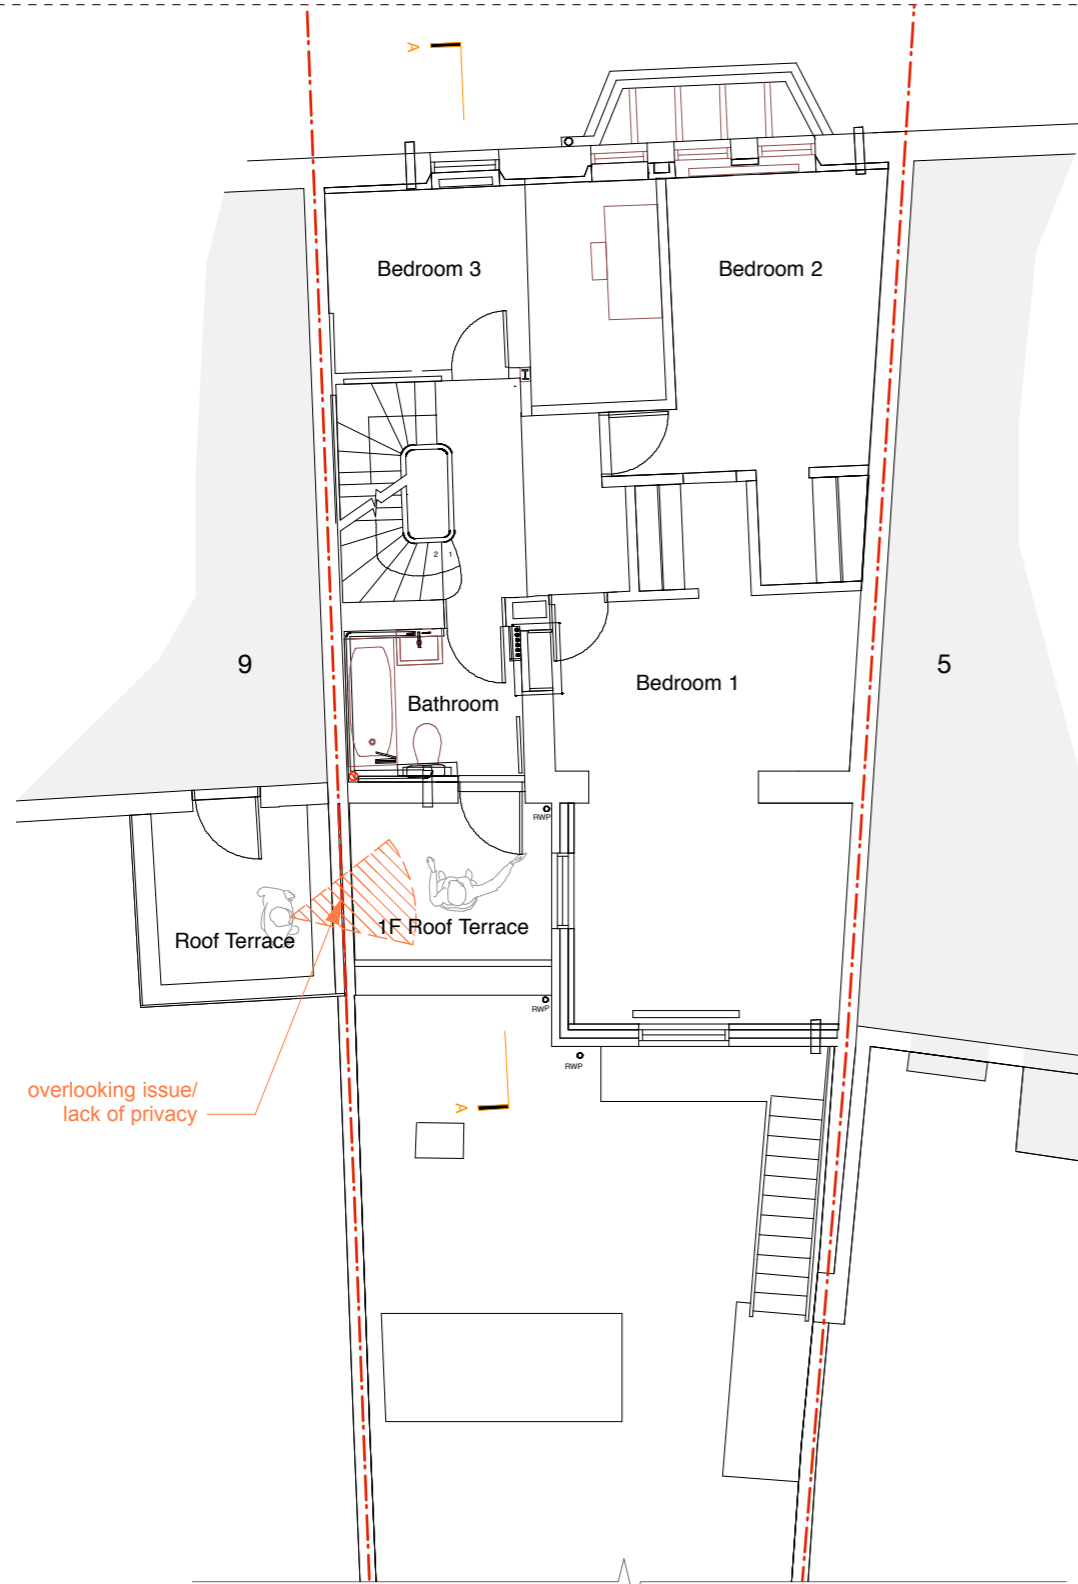 A
Bedroom 3
Bedroom 2
2 1
9
5
Bedroom 1
Bathroom
RWP
1F Roof Terrace
Roof Terrace
RWP
RWP
overlooking issue/
lack of privacy
A